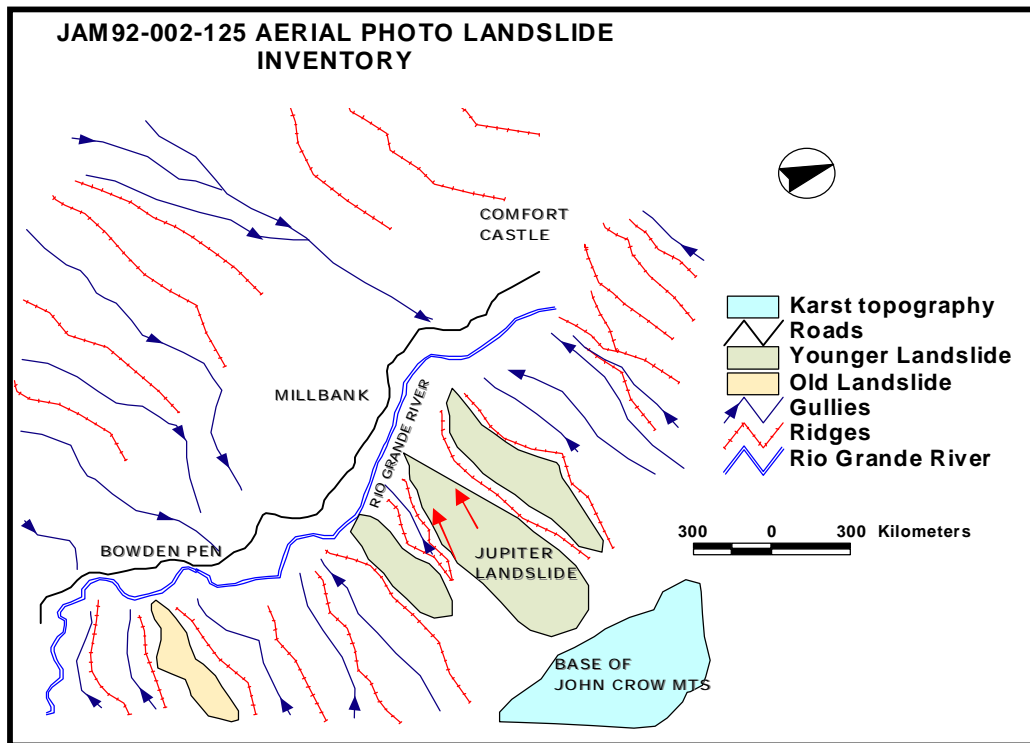 JAM92-002-125 AERIAL PHOTO LANDSLIDE
INVENTORY
COMFORT
CASTLE
Karst topography
Roads
Younger Landslide
Old Landslide
Gullies
Ridges
Rio Grande River
MILLBANK
RIO GRANDE RIVER
300 0 300 Kilometers
BOWDEN PEN
JUPITER
LANDSLIDE
BASE OF
JOHN CROW MTS